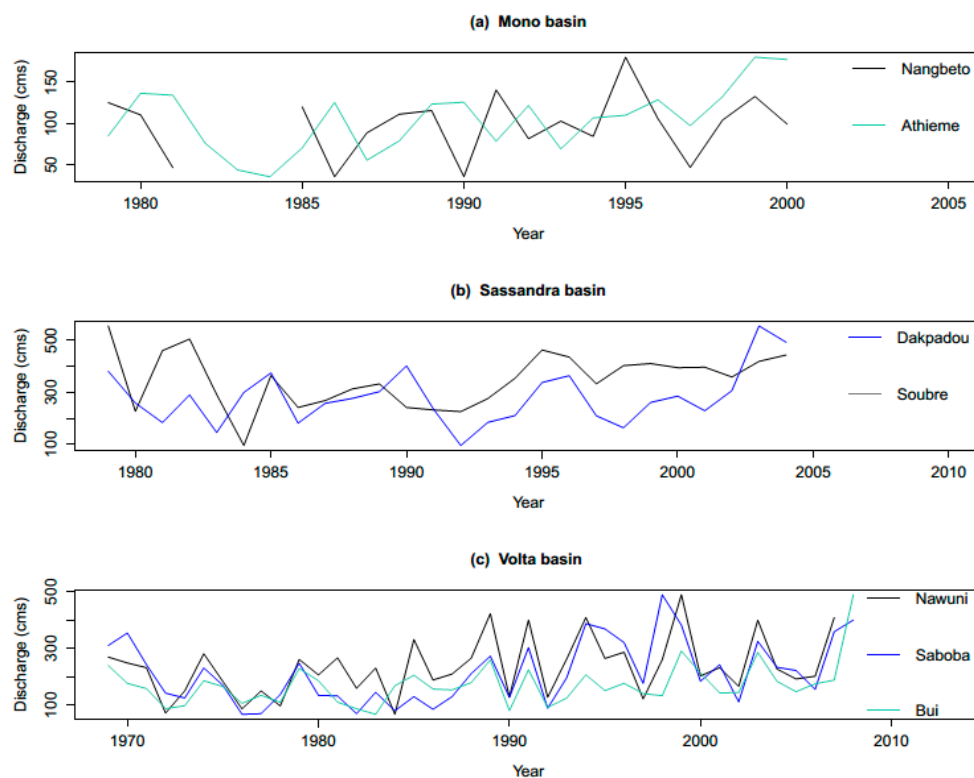 (a) Mono basin
Discharge (cms)
150
100
50
Nangbeto
Athieme
1980 1985 1990 1995 2000 2005
Year
(b) Sassandra basin
Discharge (cms)
500
300
100
Dakpadou
Soubre
1980 1985 1990 1995 2000 2005 2010
Year
(c) Volta basin
Discharge (cms)
500
300
100
Nawuni
Saboba
Bui
1970 1980 1990 2000 2010
Year